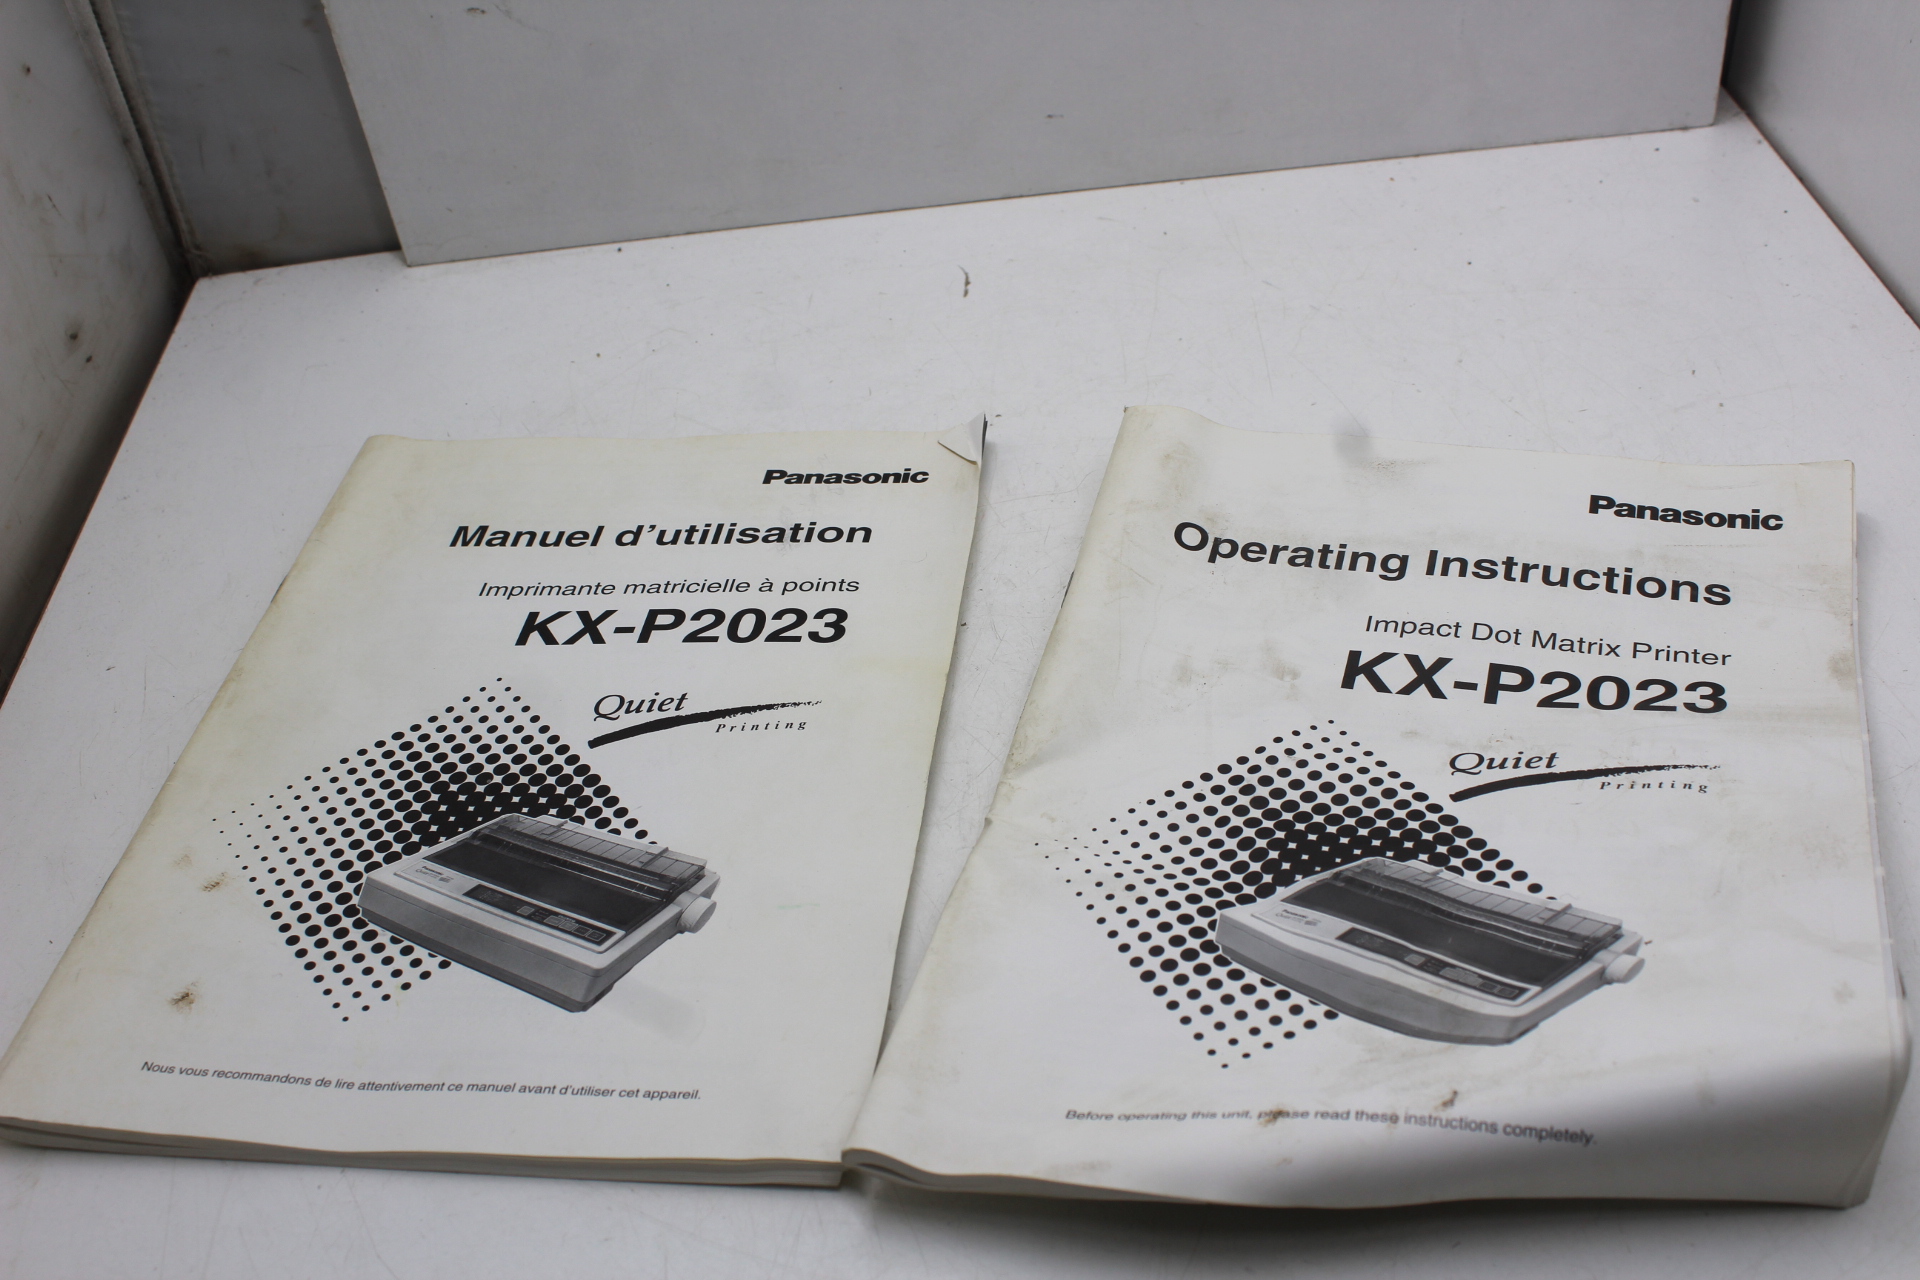 Panasonic
Manuel d'utilisation
Imprimante matricielle à points
KX-P2023
Quiet
Printing
Panasonic
Nous vous recommandons de lire attentivement ce manuel avant d'utiliser cet appareil.
Panasonic
Operating Instructions
Impact Dot Matrix Printer
KX-P2023
Quiet
Printing
Panasonic
Before operating this unit, please read these instructions completely.